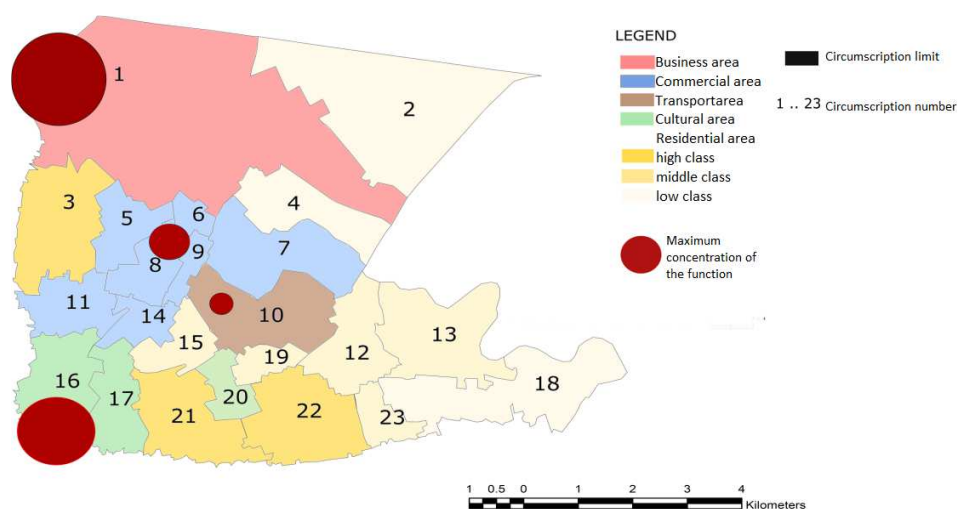 LEGEND
Business area
Commercial area
Transportarea
Cultural area
Residential area
high class
middle class
low class
Maximum
concentration of
the function
Circumscription limit
1 .. 23 Circumscription number
1
2
3
4
5
6
7
8
9
10
11
12
13
14
15
16
17
18
19
20
21
22
23
1 0.5 0 1 2 3 4
Kilometers